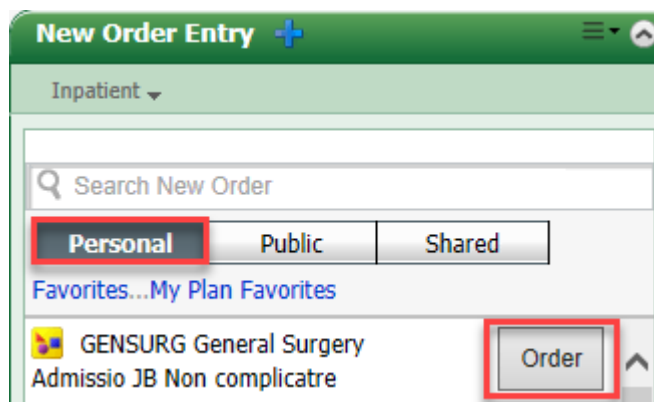 New Order Entry
Inpatient
Search New Order
Personal Public Shared
Favorites...My Plan Favorites
GENSURG General Surgery
Admissio JB Non complicatre
Order